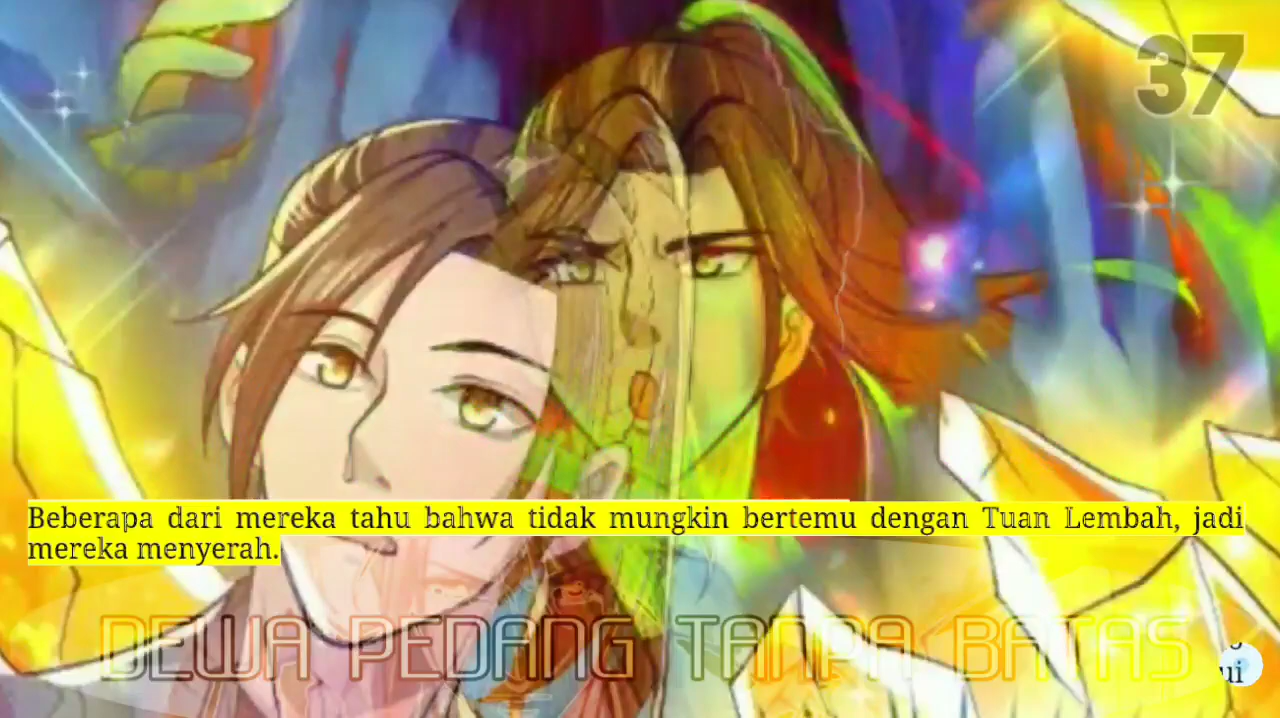 37
Beberapa dari mereka tahu bahwa tidak mungkin bertemu dengan Tuan Lembah, jadi
mereka menyerah.
DEWA PEDANG TANPA BATAS
ui